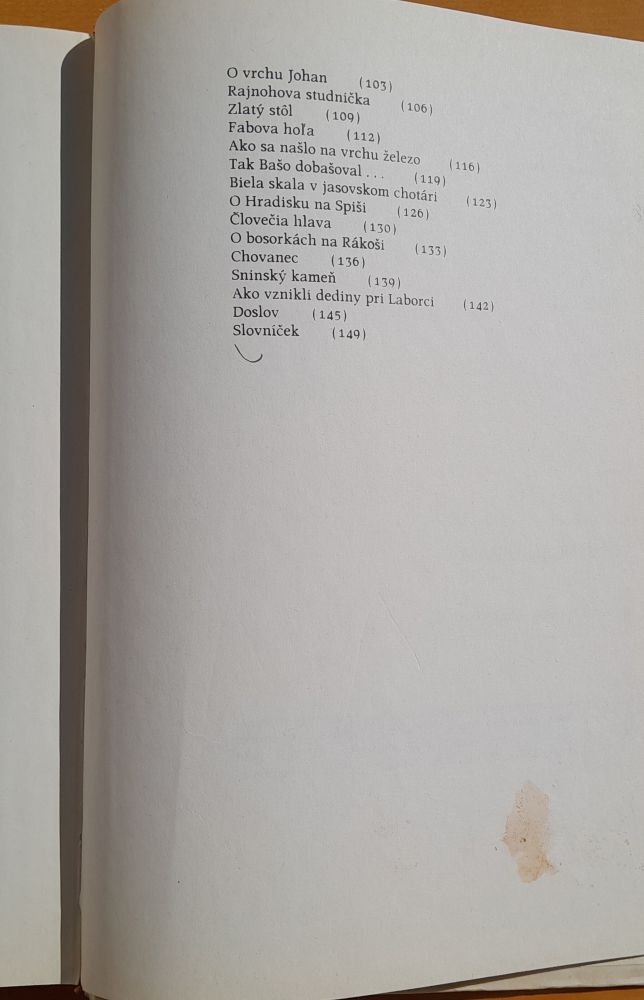 O vrchu Johan (103)
Rajnohova studnička (106)
Zlatý stôl (109)
Fabova hoľa (112)
Ako sa našlo na vrchu železo (116)
Tak Bašo dobašoval . . . (119)
Biela skala v jasovskom chotári (123)
O Hradisku na Spiši (126)
Človečia hlava (130)
O bosorkách na Rákoši (133)
Chovanec (136)
Sninský kameň (139)
Ako vznikli dediny pri Laborci (142)
Doslov (145)
Slovníček (149)